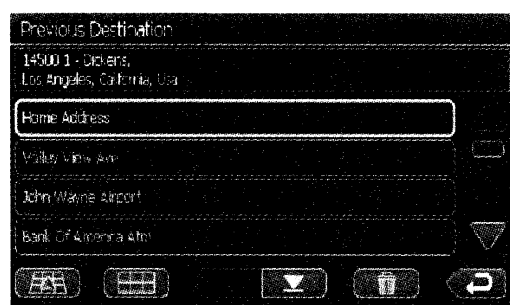 Previous Destination
14500 1 - Dickens,
Los Angeles, California, Usa
Home Address
Valley View Ave
John Wayne Airport
Bank Of America Atm